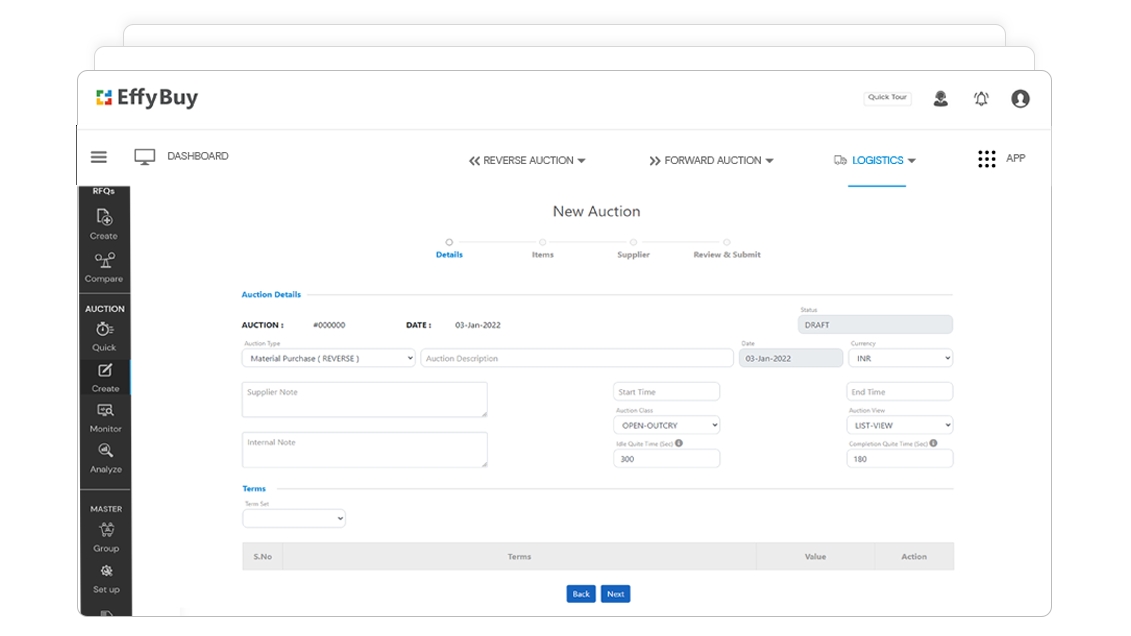 EffyBuy
Quick Tour
DASHBOARD
REVERSE AUCTION
FORWARD AUCTION
LOGISTICS
APP
RFQs
Create
Compare
AUCTION
Quick
Create
Monitor
Analyze
MASTER
Group
Set up
New Auction
Details Items Supplier Review & Submit
Auction Details
Status
AUCTION : #000000 DATE : 03-Jan-2022 DRAFT
Auction Type Date Currency
Material Purchase ( REVERSE ) Auction Description 03-Jan-2022 INR
Supplier Note Start Time End Time
Auction Class Auction View
OPEN-OUTCRY LIST-VIEW
Internal Note Idle Quite Time (Sec) Completion Quite Time (Sec)
300 180
Terms
Term Set
S.No Terms Value Action
Back Next